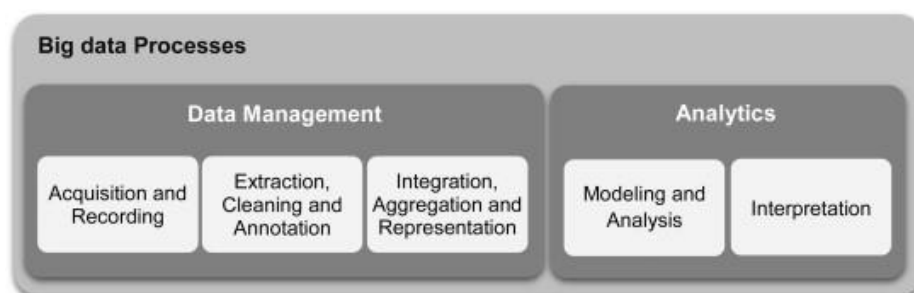 Big data Processes
Data Management
Acquisition and
Recording
Extraction,
Cleaning and
Annotation
Integration,
Aggregation and
Representation
Analytics
Modeling and
Analysis
Interpretation